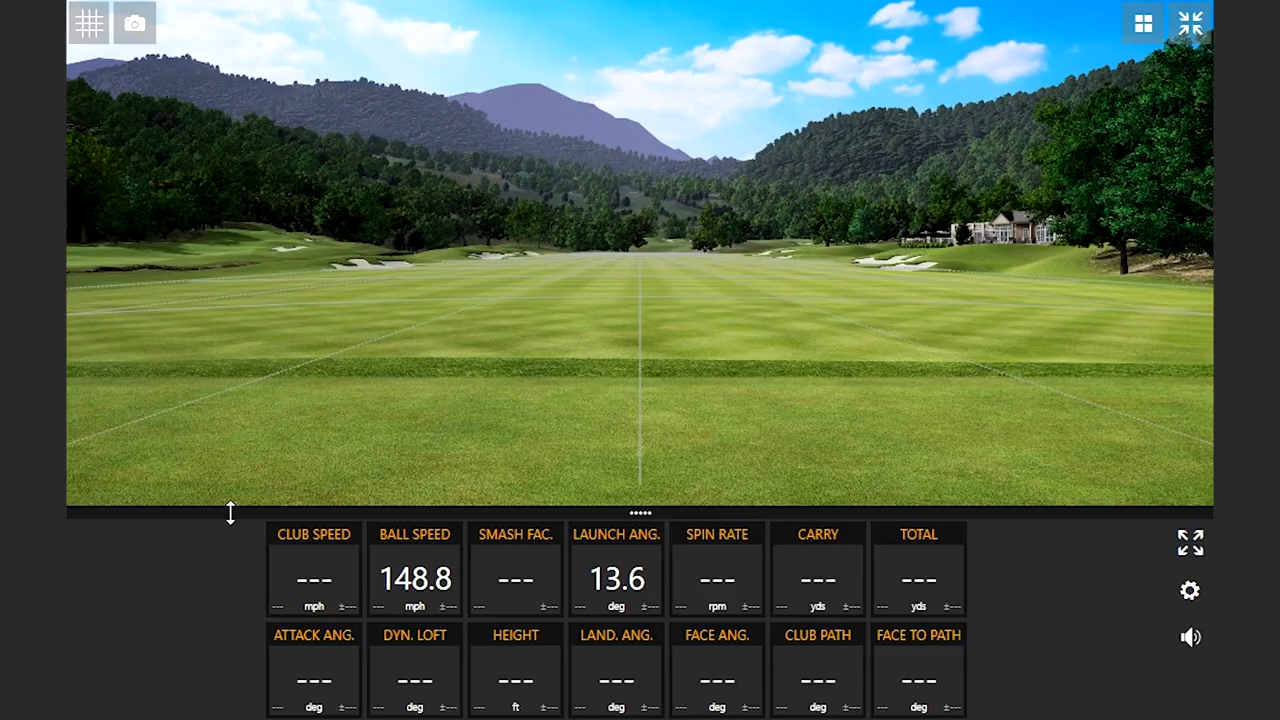 CLUB SPEED BALL SPEED SMASH FAC. LAUNCH ANG. SPIN RATE CARRY TOTAL
--- 148.8 --- 13.6 --- --- ---
--- mph ±--- --- mph ±--- --- ±--- --- deg ±--- --- rpm ±--- --- yds ±--- --- yds ±---
ATTACK ANG. DYN. LOFT HEIGHT LAND. ANG. FACE ANG. CLUB PATH FACE TO PATH
--- --- --- --- --- --- ---
--- deg ±--- --- deg ±--- --- ft ±--- --- deg ±--- --- deg ±--- --- deg ±--- --- deg ±---